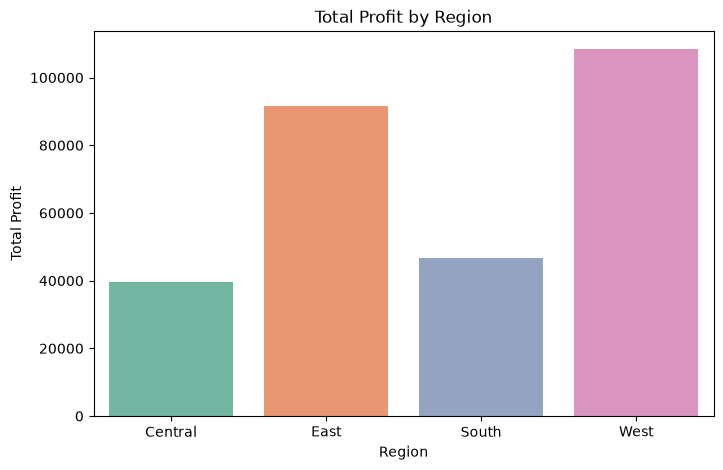 Total Profit by Region
Total Profit
100000
80000
60000
40000
20000
0
Central East South West
Region